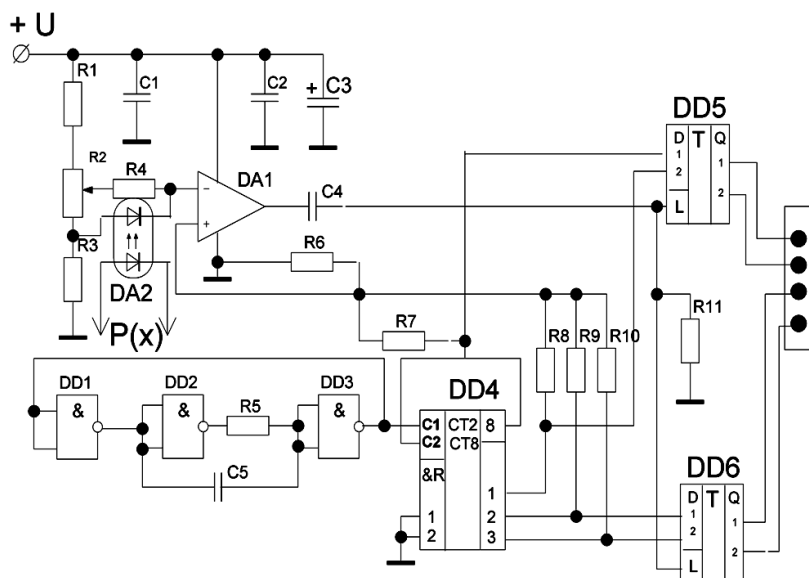 + U
R1
C1
C2
+ C3
R2
R4
DA1
−
+
C4
R3
DA2
P(x)
R6
R7
R8
R9
R10
R11
DD5
D T Q
1
2
L
1
2
DD1
&
DD2
&
R5
C5
DD3
&
DD4
C1 CT2 8
C2 CT8
&R
1
1 2
2 3
DD6
D T Q
1
2
L
1
2